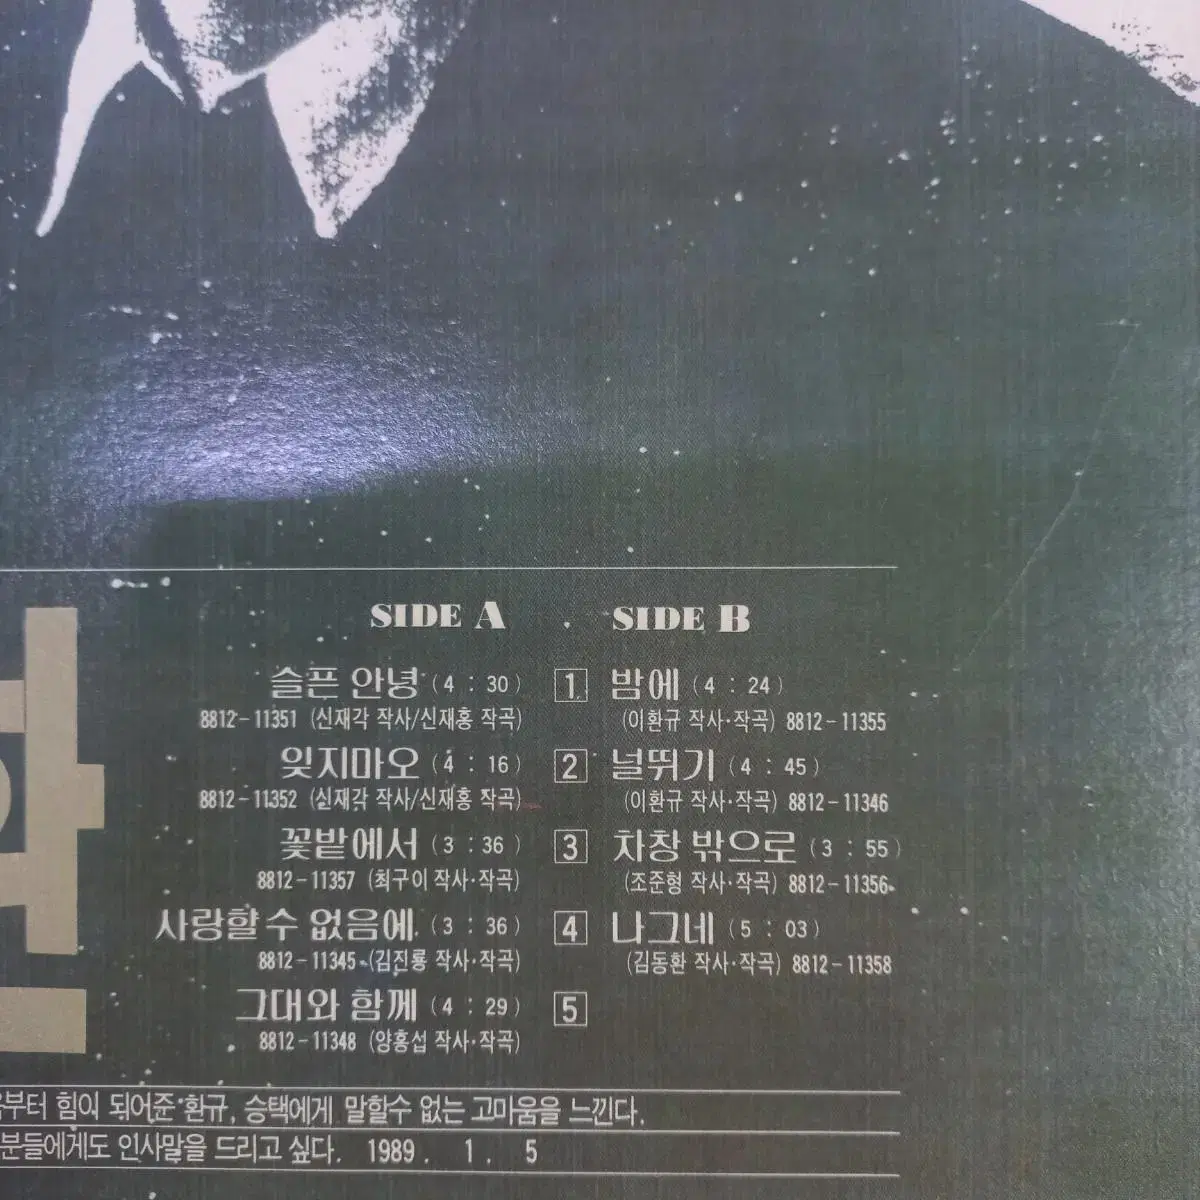 SIDE A
슬픈 안녕 (4 : 30)
8812-11351 (신재각 작사/신재홍 작곡)
잊지마오 (4 : 16)
8812-11352 (신재각 작사/신재홍 작곡)
꽃밭에서 (3 : 36)
8812-11357 (최구이 작사·작곡)
사랑할 수 없음에 (3 : 36)
8812-11345 (김진룡 작사·작곡)
그대와 함께 (4 : 29)
8812-11348 (양홍섭 작사·작곡)
1
2
3
4
5
SIDE B
밤에 (4 : 24)
(이환규 작사·작곡) 8812-11355
널뛰기 (4 : 45)
(이환규 작사·작곡) 8812-11346
차창 밖으로 (3 : 55)
(조준형 작사·작곡) 8812-11356
나그네 (5 : 03)
(김동환 작사·작곡) 8812-11358
부터 힘이 되어준 환규, 승택에게 말할수 없는 고마움을 느낀다.
분들에게도 인사말을 드리고 싶다. 1989. 1. 5